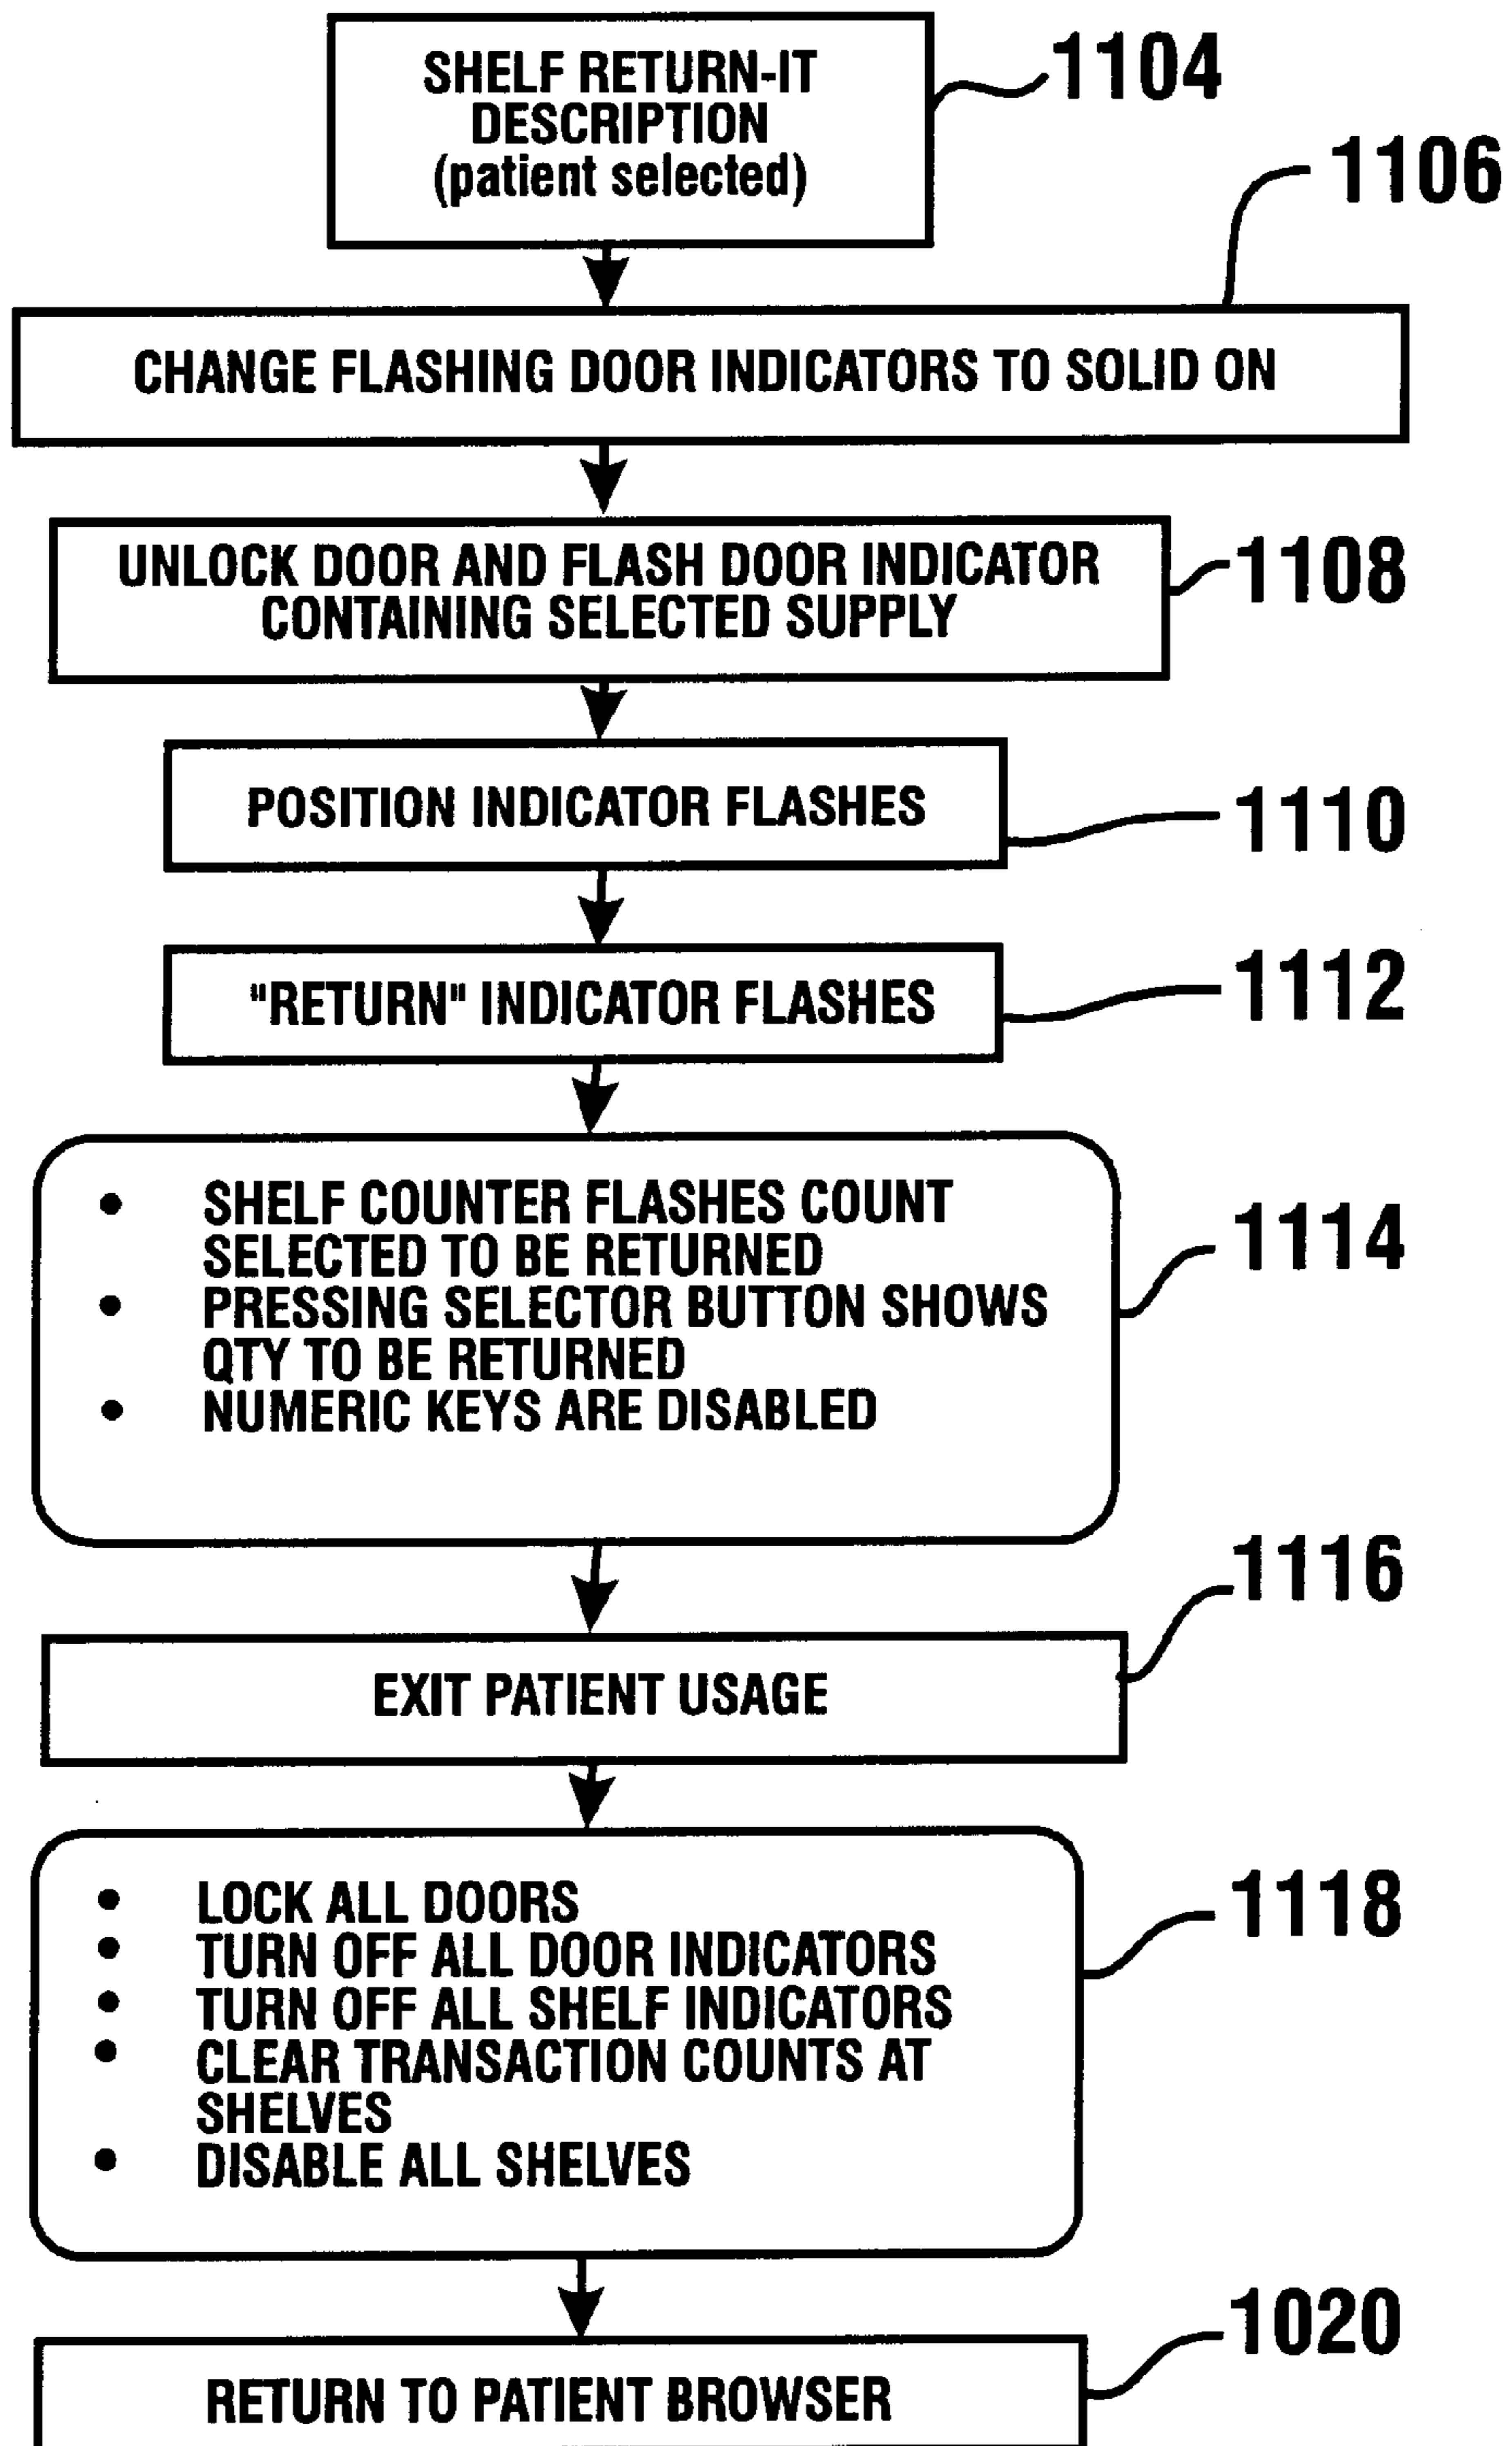 SHELF RETURN-IT
DESCRIPTION
(patient selected)
1104
1106
CHANGE FLASHING DOOR INDICATORS TO SOLID ON
UNLOCK DOOR AND FLASH DOOR INDICATOR
CONTAINING SELECTED SUPPLY
1108
POSITION INDICATOR FLASHES
1110
"RETURN" INDICATOR FLASHES
1112
• SHELF COUNTER FLASHES COUNT
SELECTED TO BE RETURNED
• PRESSING SELECTOR BUTTON SHOWS
QTY TO BE RETURNED
• NUMERIC KEYS ARE DISABLED
1114
EXIT PATIENT USAGE
1116
• LOCK ALL DOORS
• TURN OFF ALL DOOR INDICATORS
• TURN OFF ALL SHELF INDICATORS
• CLEAR TRANSACTION COUNTS AT
SHELVES
• DISABLE ALL SHELVES
1118
RETURN TO PATIENT BROWSER
1020